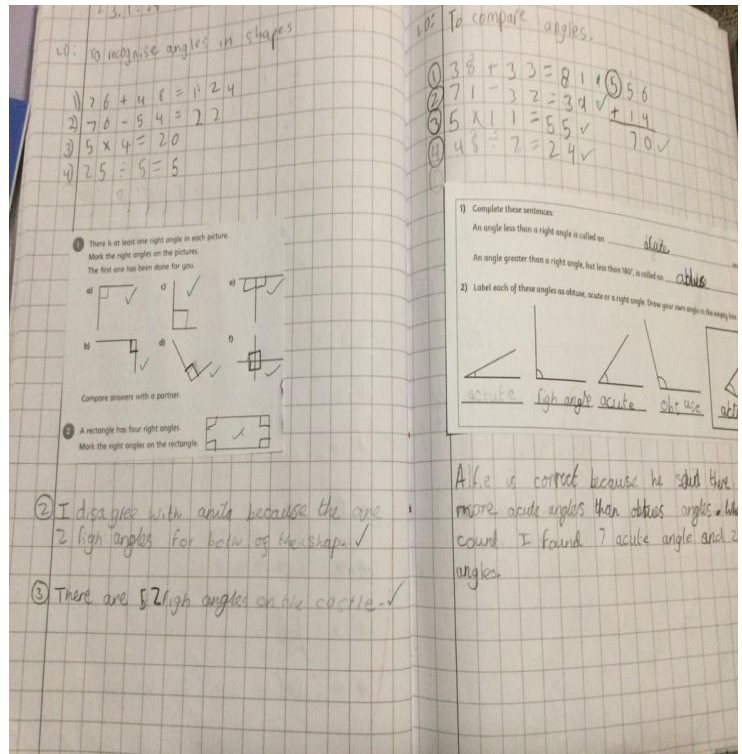 LO: To recognise angles in shapes
1) 76 + 48 = 124
2) 76 - 54 = 22
3) 5 x 4 = 20
4) 25 ÷ 5 = 5
1 There is at least one right angle in each picture.
Mark the right angles on the pictures.
The first one has been done for you.
a) c) e)
b) d) f)
Compare answers with a partner.
2 A rectangle has four right angles.
Mark the right angles on the rectangle.
2 I disagree with because the are
2 righ angles for both of the shape.
3 There are 52 righ angles on the castle.
LO: To compare angles.
1 38 + 33 = 81
2 71 - 32 = 39
3 5 x 11 = 55
4 48 ÷ 2 = 24
5 56
+ 14
70
1) Complete these sentences:
An angle less than a right angle is called an acute
An angle greater than a right angle, but less than 180°, is called an obtuse
2) Label each of these angles as obtuse, acute or a right angle. Draw your own angle in the empty box
acute righ angle acute obt use
Alfie is correct because he said there
more acute angles than obtues angles.
count I found 7 acute angle and 2
angles.